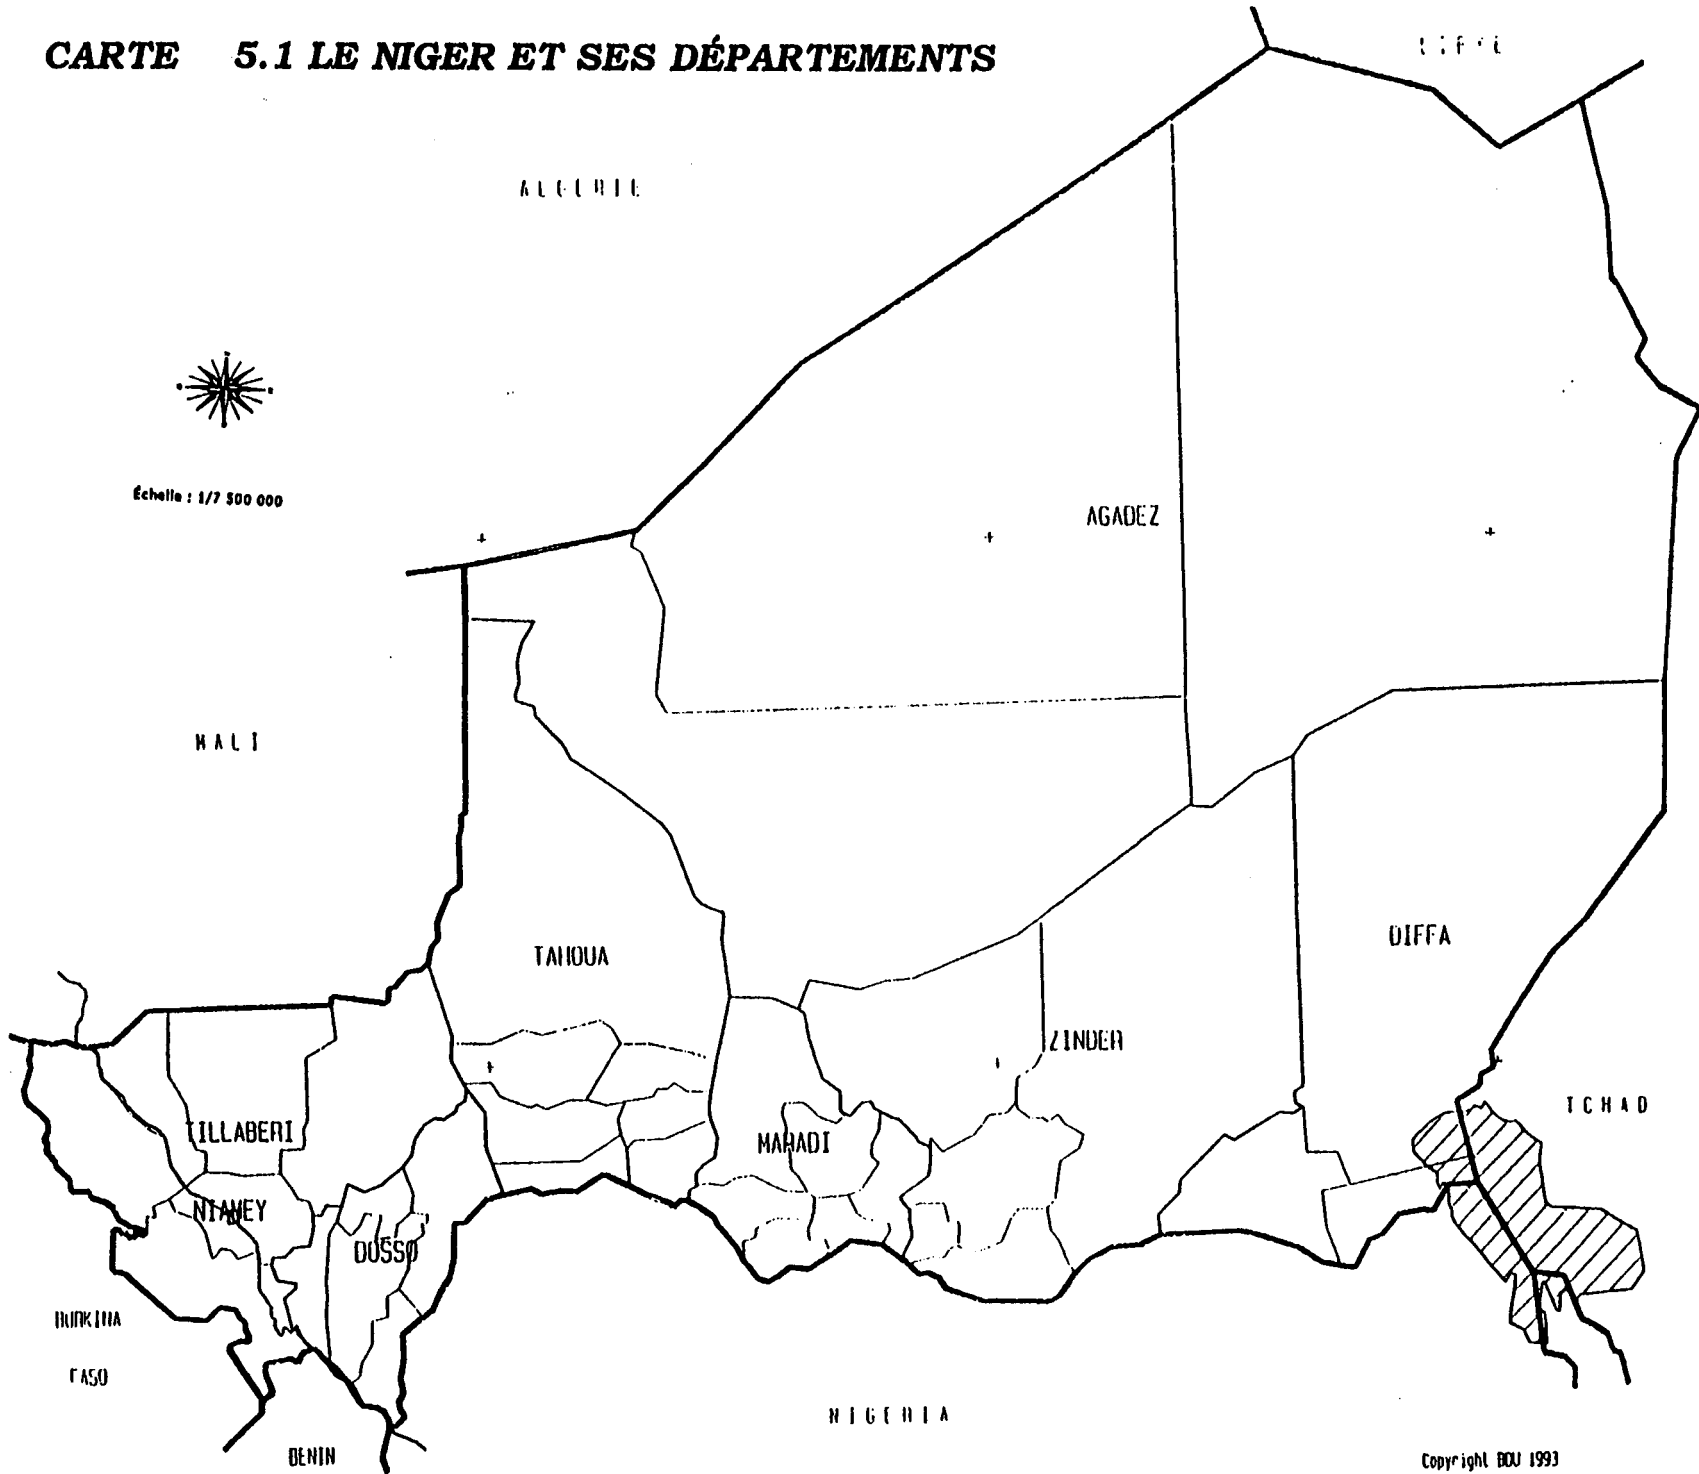 CARTE 5.1 LE NIGER ET SES DÉPARTEMENTS
ALGERIE
Échelle : 1/7 500 000
AGADEZ
MALI
DIFFA
TAHOUA
ZINDER
TCHAD
TILLABERI
MARADI
NIAMEY
DOSSO
BURKINA
FASO
NIGERIA
BENIN
Copyright BDU 1993